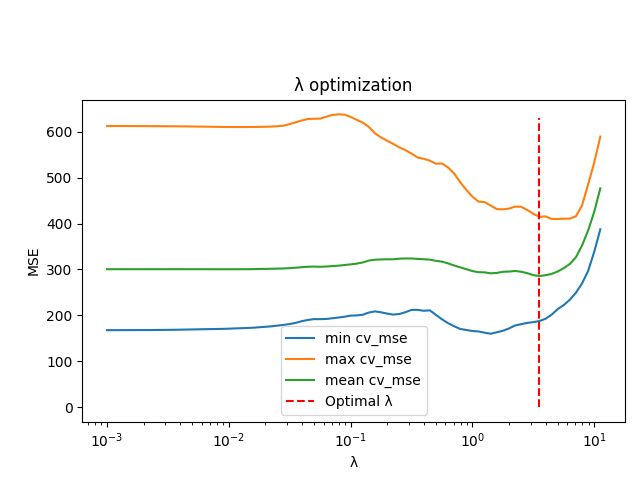 λ optimization
MSE
600
500
400
300
200
100
0
min cv_mse
max cv_mse
mean cv_mse
Optimal λ
10⁻³ 10⁻² 10⁻¹ 10⁰ 10¹
λ